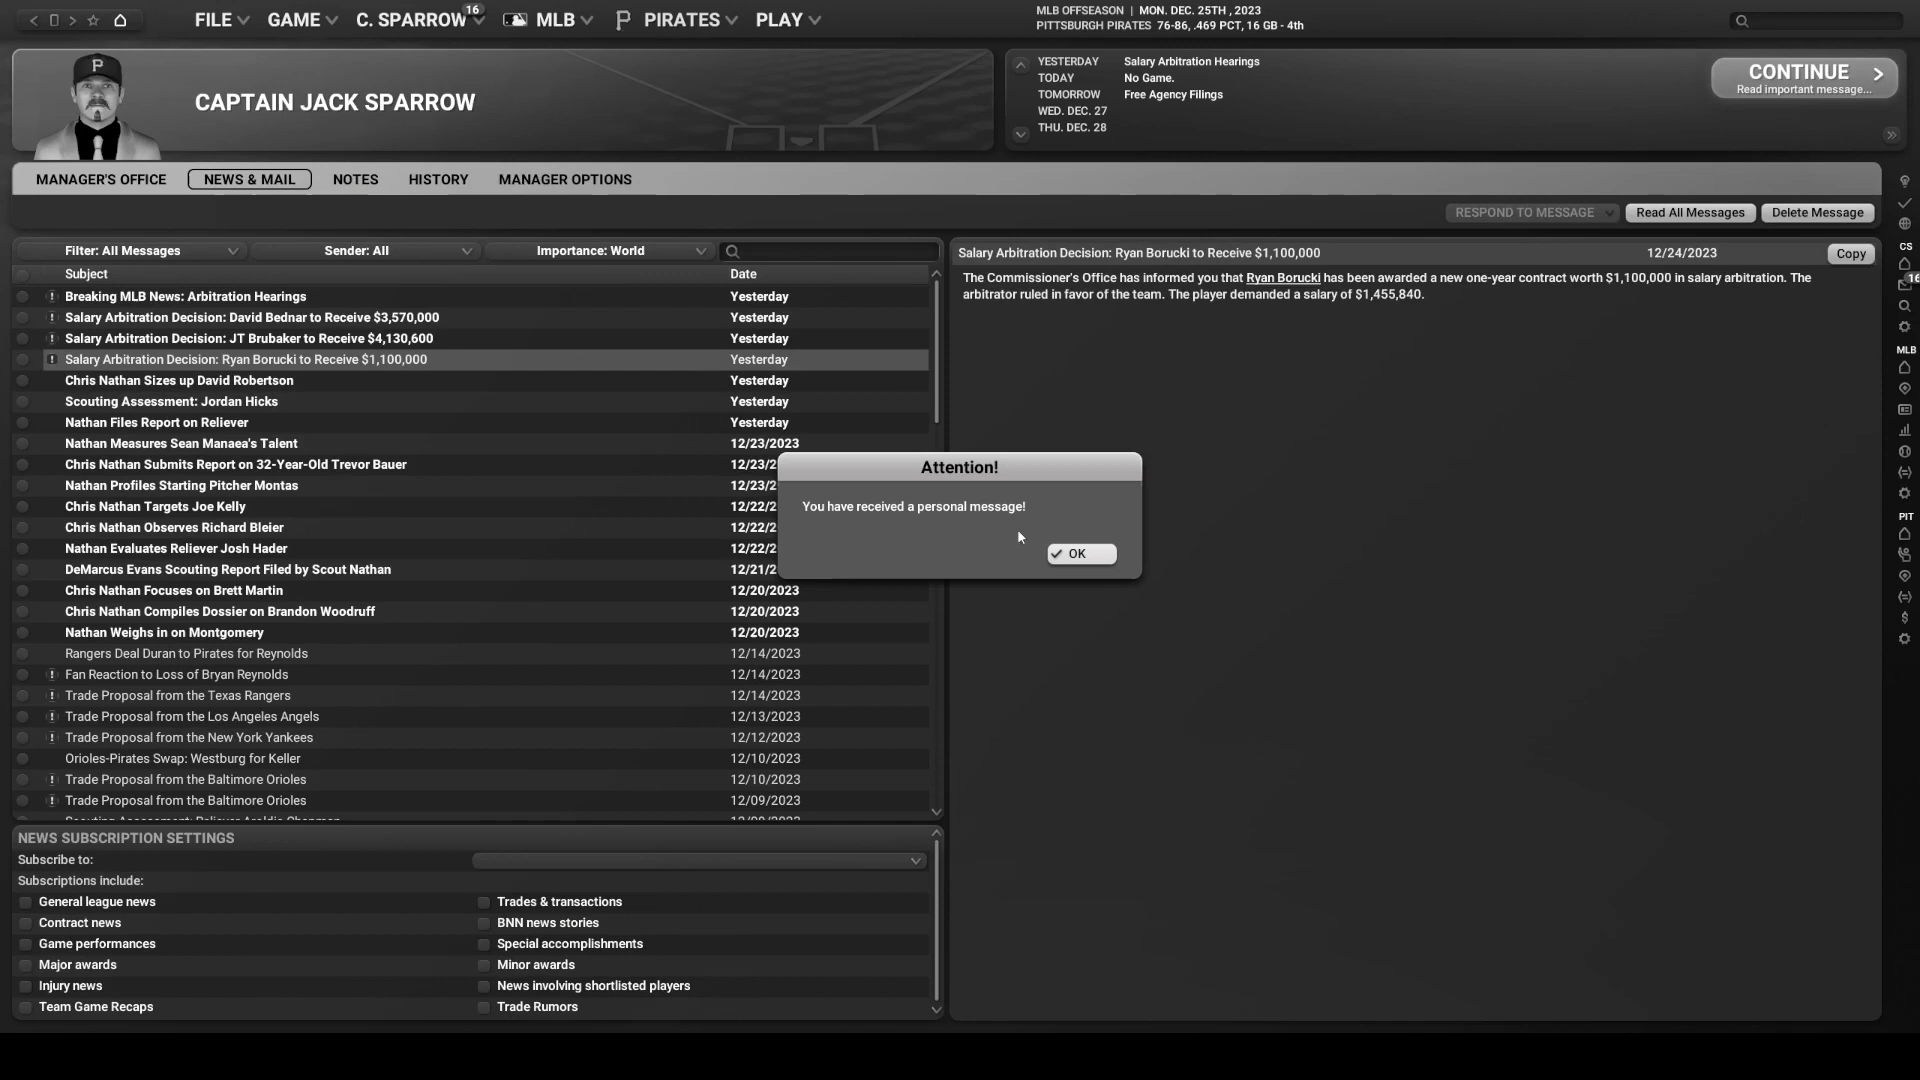 FILE
GAME
C. SPARROW
16
MLB
PIRATES
PLAY
MLB OFFSEASON | MON. DEC. 25TH , 2023
PITTSBURGH PIRATES 76-86, .469 PCT, 16 GB - 4th
CAPTAIN JACK SPARROW
YESTERDAY Salary Arbitration Hearings
TODAY No Game.
TOMORROW Free Agency Filings
WED. DEC. 27
THU. DEC. 28
CONTINUE
Read important message...
MANAGER'S OFFICE
NEWS & MAIL
NOTES
HISTORY
MANAGER OPTIONS
RESPOND TO MESSAGE
Read All Messages
Delete Message
Filter: All Messages
Sender: All
Importance: World
Subject Date
Breaking MLB News: Arbitration Hearings Yesterday
Salary Arbitration Decision: David Bednar to Receive $3,570,000 Yesterday
Salary Arbitration Decision: JT Brubaker to Receive $4,130,600 Yesterday
Salary Arbitration Decision: Ryan Borucki to Receive $1,100,000 Yesterday
Chris Nathan Sizes up David Robertson Yesterday
Scouting Assessment: Jordan Hicks Yesterday
Nathan Files Report on Reliever Yesterday
Nathan Measures Sean Manaea's Talent 12/23/2023
Chris Nathan Submits Report on 32-Year-Old Trevor Bauer 12/23/2
Nathan Profiles Starting Pitcher Montas 12/23/2
Chris Nathan Targets Joe Kelly 12/22/2
Chris Nathan Observes Richard Bleier 12/22/2
Nathan Evaluates Reliever Josh Hader 12/22/2
DeMarcus Evans Scouting Report Filed by Scout Nathan 12/21/2
Chris Nathan Focuses on Brett Martin 12/20/2023
Chris Nathan Compiles Dossier on Brandon Woodruff 12/20/2023
Nathan Weighs in on Montgomery 12/20/2023
Rangers Deal Duran to Pirates for Reynolds 12/14/2023
Fan Reaction to Loss of Bryan Reynolds 12/14/2023
Trade Proposal from the Texas Rangers 12/14/2023
Trade Proposal from the Los Angeles Angels 12/13/2023
Trade Proposal from the New York Yankees 12/12/2023
Orioles-Pirates Swap: Westburg for Keller 12/10/2023
Trade Proposal from the Baltimore Orioles 12/10/2023
Trade Proposal from the Baltimore Orioles 12/09/2023
Salary Arbitration Decision: Ryan Borucki to Receive $1,100,000 12/24/2023 Copy
The Commissioner's Office has informed you that Ryan Borucki has been awarded a new one-year contract worth $1,100,000 in salary arbitration. The
arbitrator ruled in favor of the team. The player demanded a salary of $1,455,840.
Attention!
You have received a personal message!
OK
NEWS SUBSCRIPTION SETTINGS
Subscribe to:
Subscriptions include:
General league news Trades & transactions
Contract news BNN news stories
Game performances Special accomplishments
Major awards Minor awards
Injury news News involving shortlisted players
Team Game Recaps Trade Rumors
CS
16
MLB
PIT